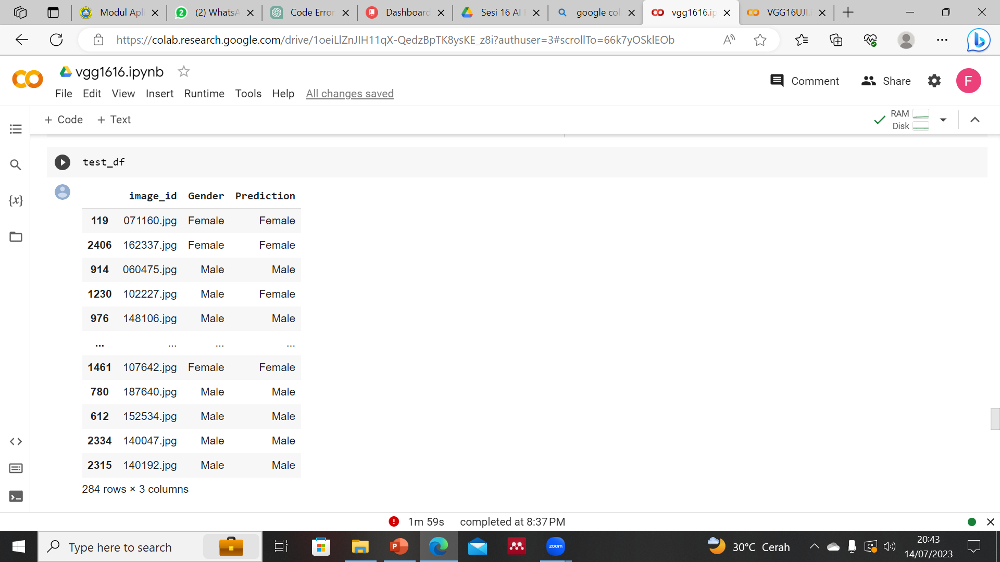 Modul Apl
(2) WhatsA
Code Error
Dashboard
Sesi 16 AI
google col
vgg1616.ip
VGG16UJI.i
https://colab.research.google.com/drive/1oeiLlZnJIH11qX-QedzBpTK8ysKE_z8i?authuser=3#scrollTo=66k7yOSklEOb
vgg1616.ipynb
Comment
Share
F
File Edit View Insert Runtime Tools Help All changes saved
+ Code + Text
RAM
Disk
test_df
image_id Gender Prediction
119 071160.jpg Female Female
2406 162337.jpg Female Female
914 060475.jpg Male Male
1230 102227.jpg Male Female
976 148106.jpg Male Male
... ... ... ...
1461 107642.jpg Female Female
780 187640.jpg Male Male
612 152534.jpg Male Male
2334 140047.jpg Male Male
2315 140192.jpg Male Male
284 rows × 3 columns
1m 59s completed at 8:37 PM
Type here to search
zoom
30°C Cerah
20:43
14/07/2023